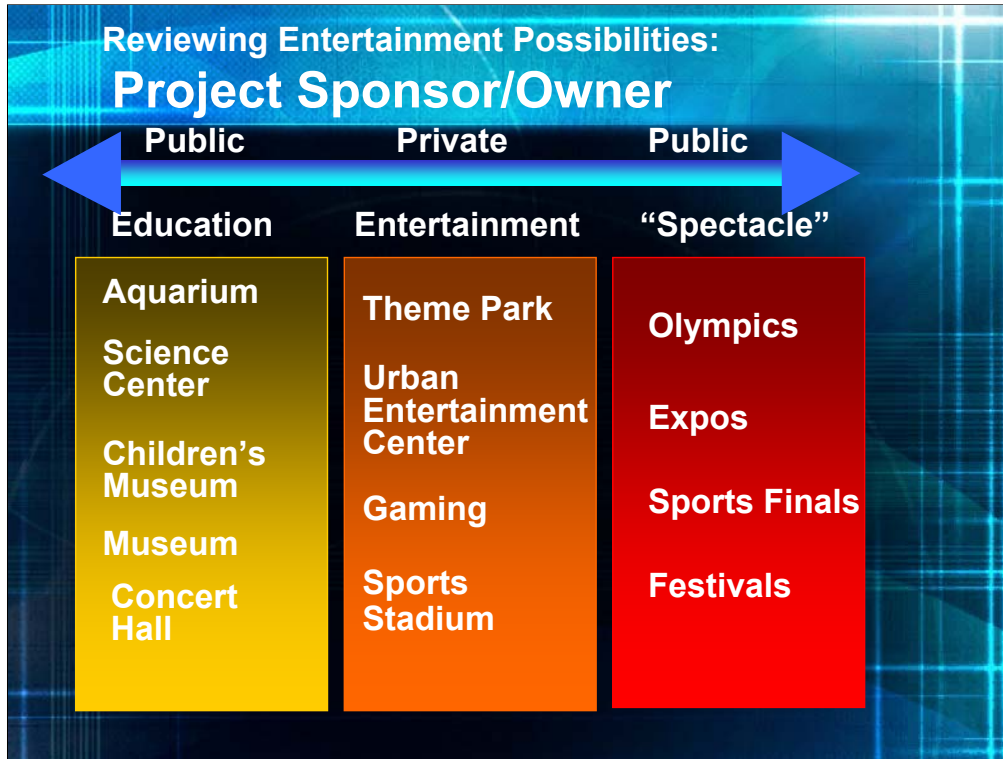 Reviewing Entertainment Possibilities:
Project Sponsor/Owner
Public Private Public
Education Entertainment “Spectacle”
Aquarium
Science
Center
Children’s
Museum
Museum
Concert
Hall
Theme Park
Urban
Entertainment
Center
Gaming
Sports
Stadium
Olympics
Expos
Sports Finals
Festivals